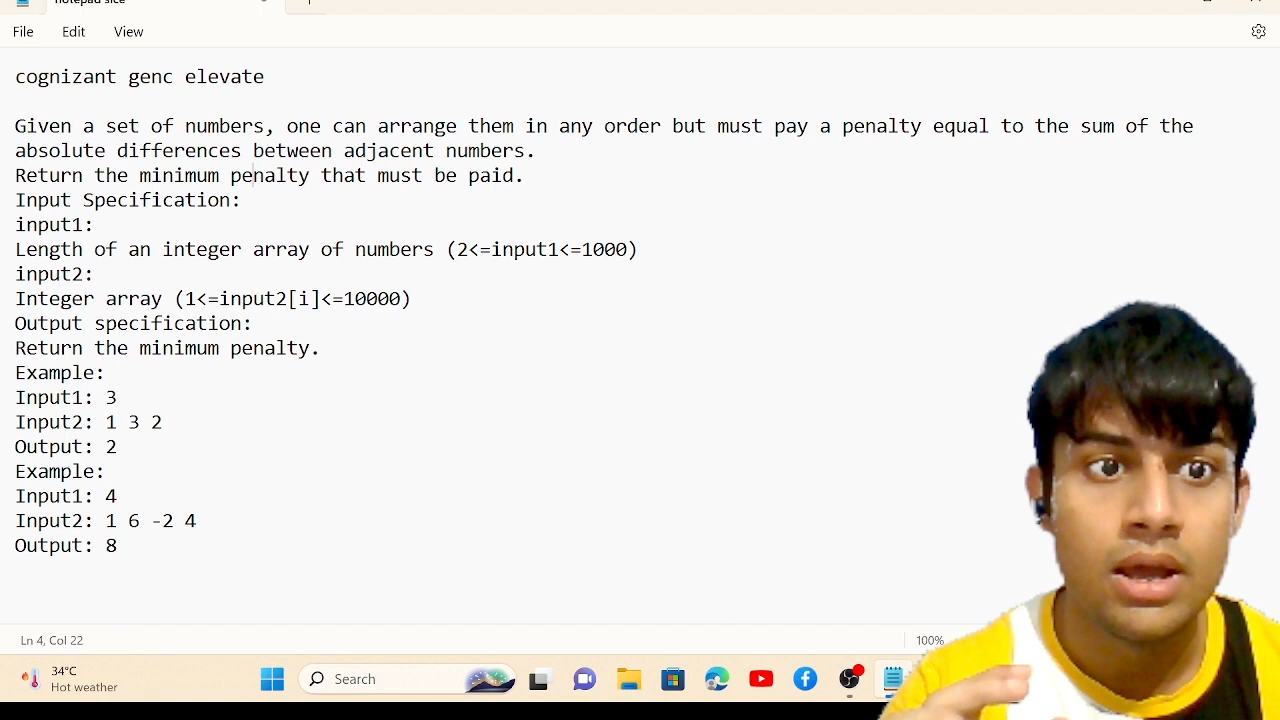 notepad slce
File Edit View
cognizant genc elevate
Given a set of numbers, one can arrange them in any order but must pay a penalty equal to the sum of the
absolute differences between adjacent numbers.
Return the minimum penalty that must be paid.
Input Specification:
input1:
Length of an integer array of numbers (2<=input1<=1000)
input2:
Integer array (1<=input2[i]<=10000)
Output specification:
Return the minimum penalty.
Example:
Input1: 3
Input2: 1 3 2
Output: 2
Example:
Input1: 4
Input2: 1 6 -2 4
Output: 8
Ln 4, Col 22
100%
34°C
Hot weather
Search